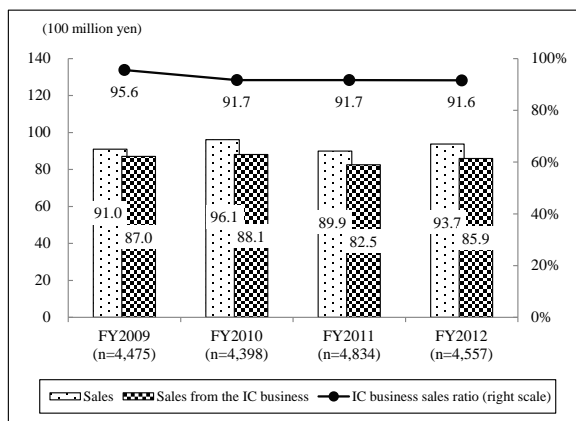 (100 million yen)
140 100%
120
95.6 91.7 91.7 91.6 80%
100
80 60%
91.0 96.1 89.9 93.7
60 87.0 88.1 82.5 85.9 40%
40
20%
20
0 0%
FY2009 FY2010 FY2011 FY2012
(n=4,475) (n=4,398) (n=4,834) (n=4,557)
Sales Sales from the IC business IC business sales ratio (right scale)